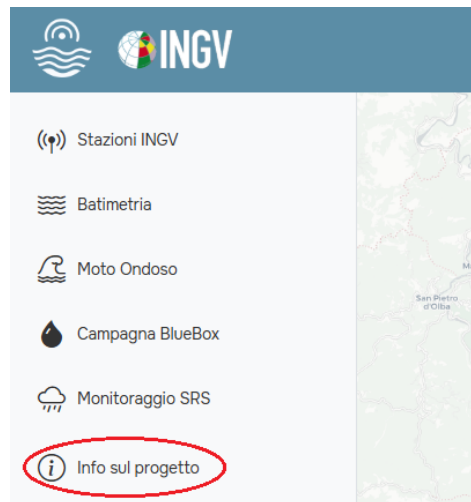 INGV
Stazioni INGV
Batimetria
Moto Ondoso
Campagna BlueBox
Monitoraggio SRS
Info sul progetto
San Pietro
d'Olba